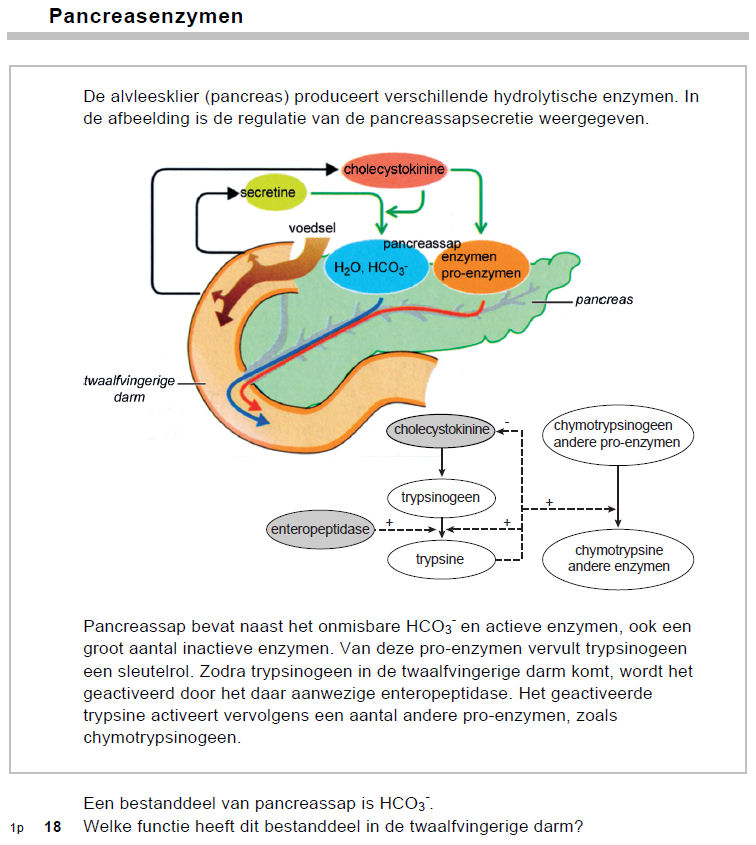 Pancreasenzymen
De alvleesklier (pancreas) produceert verschillende hydrolytische enzymen. In
de afbeelding is de regulatie van de pancreassapsecretie weergegeven.
cholecystokinine
secretine
voedsel
pancreassap
H₂O, HCO₃⁻
enzymen
pro-enzymen
pancreas
twaalfvingerige
darm
cholecystokinine
-
chymotrypsinogeen
andere pro-enzymen
trypsinogeen
+
enteropeptidase
+
+
trypsine
chymotrypsine
andere enzymen
Pancreassap bevat naast het onmisbare HCO₃⁻ en actieve enzymen, ook een
groot aantal inactieve enzymen. Van deze pro-enzymen vervult trypsinogeen
een sleutelrol. Zodra trypsinogeen in de twaalfvingerige darm komt, wordt het
geactiveerd door het daar aanwezige enteropeptidase. Het geactiveerde
trypsine activeert vervolgens een aantal andere pro-enzymen, zoals
chymotrypsinogeen.
Een bestanddeel van pancreassap is HCO₃⁻.
1p 18 Welke functie heeft dit bestanddeel in de twaalfvingerige darm?